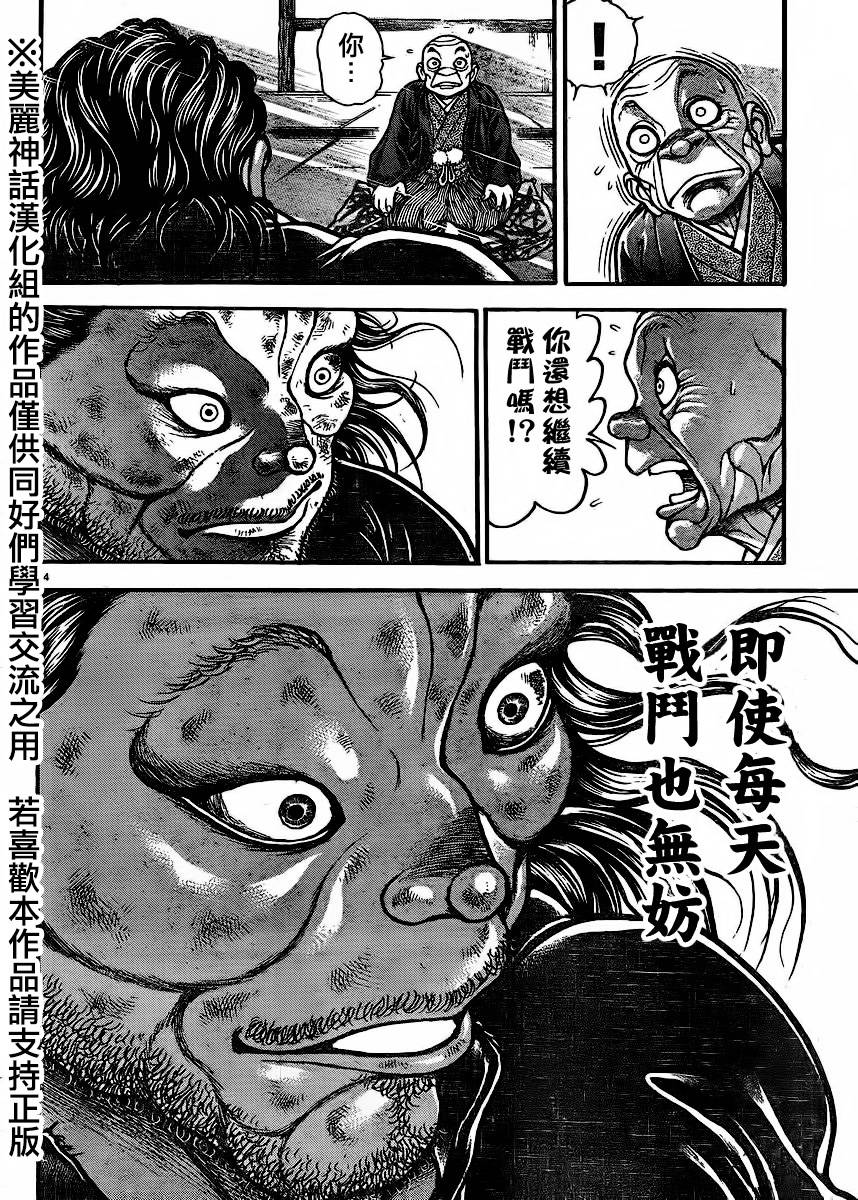 !
你…
你還想繼續
戰鬥嗎!?
即使每天
戰鬥也無妨
4
※美麗神話漢化組的作品僅供同好們學習交流之用 若喜歡本作品請支持正版